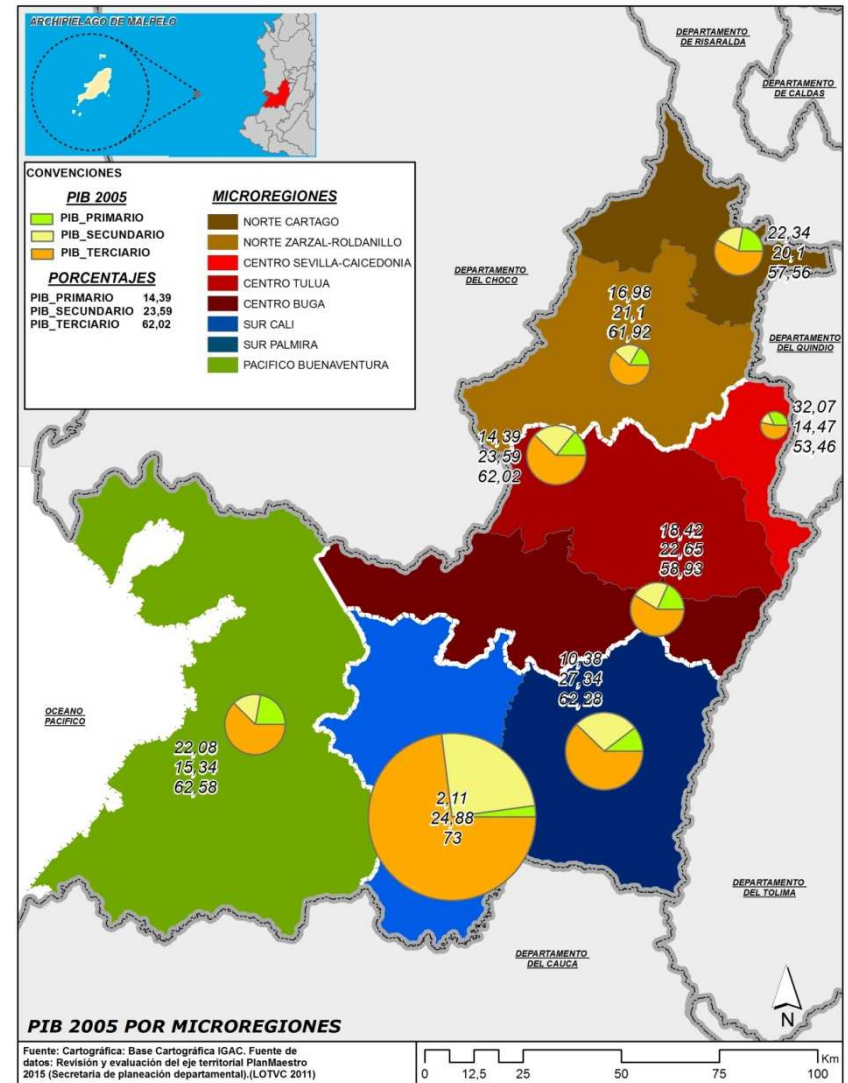 ARCHIPIELAGO DE MALPELO
CONVENCIONES
PIB 2005
PIB_PRIMARIO
PIB_SECUNDARIO
PIB_TERCIARIO
PORCENTAJES
PIB_PRIMARIO 14,39
PIB_SECUNDARIO 23,59
PIB_TERCIARIO 62,02
MICROREGIONES
NORTE CARTAGO
NORTE ZARZAL-ROLDANILLO
CENTRO SEVILLA-CAICEDONIA
CENTRO TULUA
CENTRO BUGA
SUR CALI
SUR PALMIRA
PACIFICO BUENAVENTURA
DEPARTAMENTO
DE RISARALDA
DEPARTAMENTO
DE CALDAS
DEPARTAMENTO
DEL CHOCO
22,34
20,1
57,56
16,98
21,1
61,92
DEPARTAMENTO
DEL QUINDIO
32,07
14,47
53,46
14,39
23,59
62,02
18,42
22,65
58,93
10,38
27,34
62,28
OCEANO
PACIFICO
22,08
15,34
62,58
2,11
24,88
73
DEPARTAMENTO
DEL TOLIMA
DEPARTAMENTO
DEL CAUCA
N
PIB 2005 POR MICROREGIONES
Fuente: Cartográfica: Base Cartográfica IGAC. Fuente de
datos: Revisión y evaluación del eje territorial PlanMaestro
2015 (Secretaria de planeación departamental).(LOTVC 2011)
Km
0 12,5 25 50 75 100